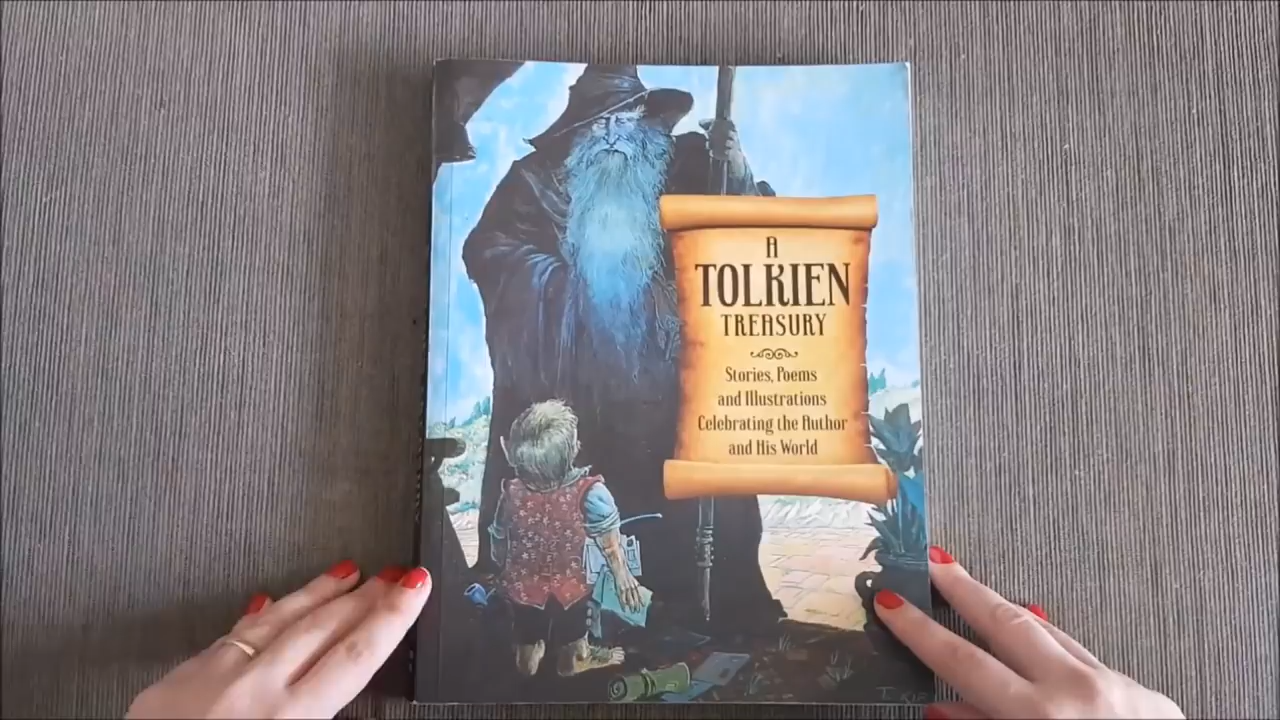 A
TOLKIEN
TREASURY
Stories, Poems
and Illustrations
Celebrating the Author
and His World